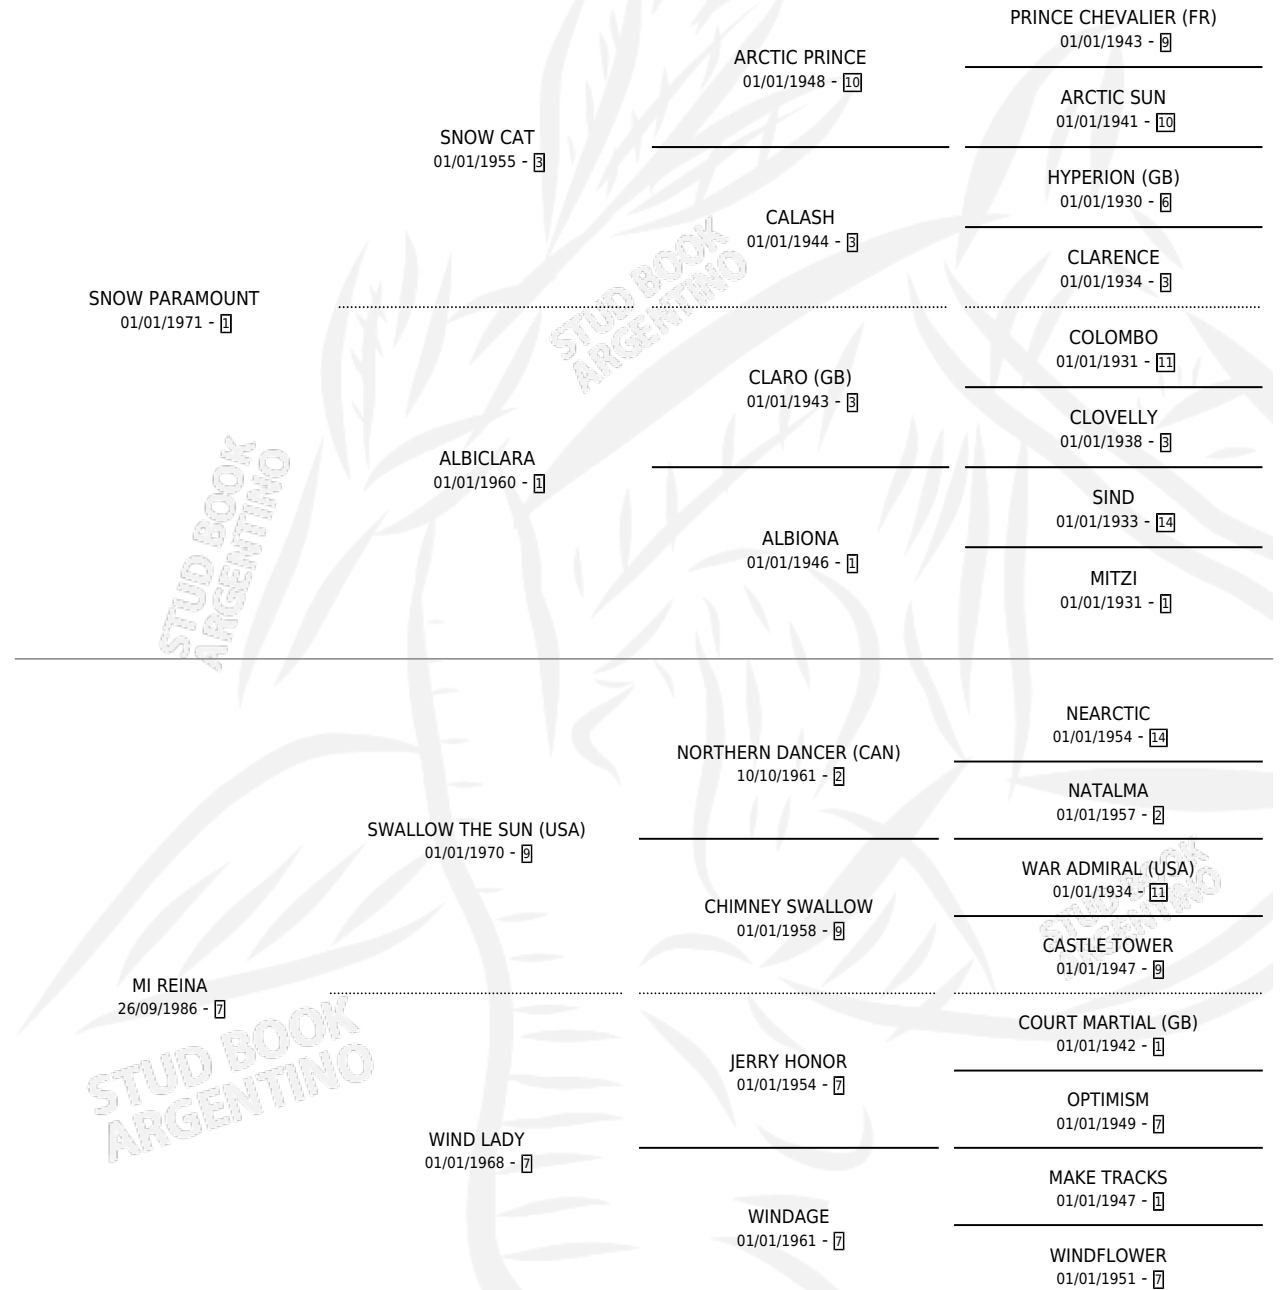 PRINCE CHEVALIER (FR)
01/01/1943 - 9
ARCTIC PRINCE
01/01/1948 - 10
ARCTIC SUN
01/01/1941 - 10
SNOW CAT
01/01/1955 - 3
HYPERION (GB)
01/01/1930 - 6
CALASH
01/01/1944 - 3
CLARENCE
01/01/1934 - 3
SNOW PARAMOUNT
01/01/1971 - 1
COLOMBO
01/01/1931 - 11
CLARO (GB)
01/01/1943 - 3
CLOVELLY
01/01/1938 - 3
ALBICLARA
01/01/1960 - 1
SIND
01/01/1933 - 14
ALBIONA
01/01/1946 - 1
MITZI
01/01/1931 - 1
NEARCTIC
01/01/1954 - 14
NORTHERN DANCER (CAN)
10/10/1961 - 2
NATALMA
01/01/1957 - 2
SWALLOW THE SUN (USA)
01/01/1970 - 9
WAR ADMIRAL (USA)
01/01/1934 - 11
CHIMNEY SWALLOW
01/01/1958 - 9
CASTLE TOWER
01/01/1947 - 9
MI REINA
26/09/1986 - 7
COURT MARTIAL (GB)
01/01/1942 - 1
JERRY HONOR
01/01/1954 - 7
OPTIMISM
01/01/1949 - 7
WIND LADY
01/01/1968 - 7
MAKE TRACKS
01/01/1947 - 1
WINDAGE
01/01/1961 - 7
WINDFLOWER
01/01/1951 - 7
STUD BOOK
ARGENTINO
STUD BOOK
ARGENTINO
STUD BOOK
ARGENTINO
STUD BOOK
ARGENTINO